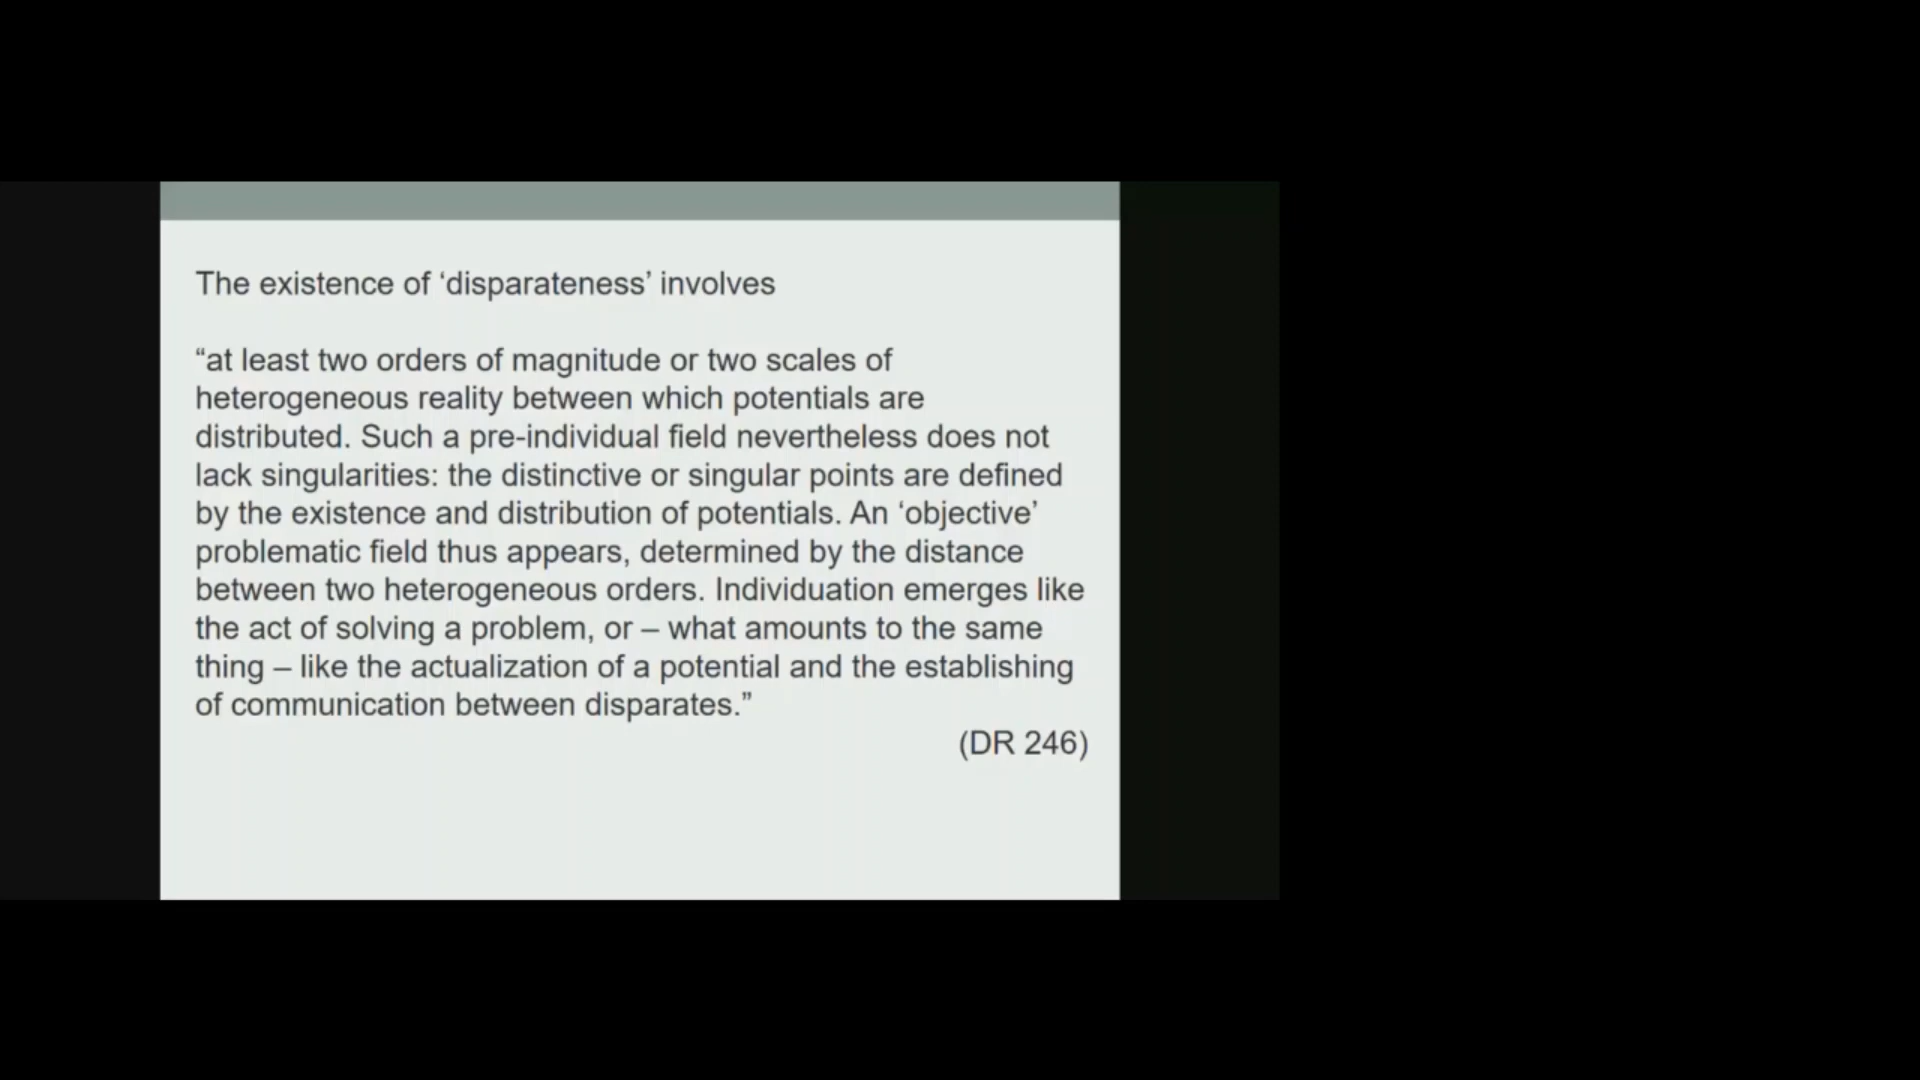 The existence of ‘disparateness’ involves
“at least two orders of magnitude or two scales of
heterogeneous reality between which potentials are
distributed. Such a pre-individual field nevertheless does not
lack singularities: the distinctive or singular points are defined
by the existence and distribution of potentials. An ‘objective’
problematic field thus appears, determined by the distance
between two heterogeneous orders. Individuation emerges like
the act of solving a problem, or – what amounts to the same
thing – like the actualization of a potential and the establishing
of communication between disparates.”
(DR 246)